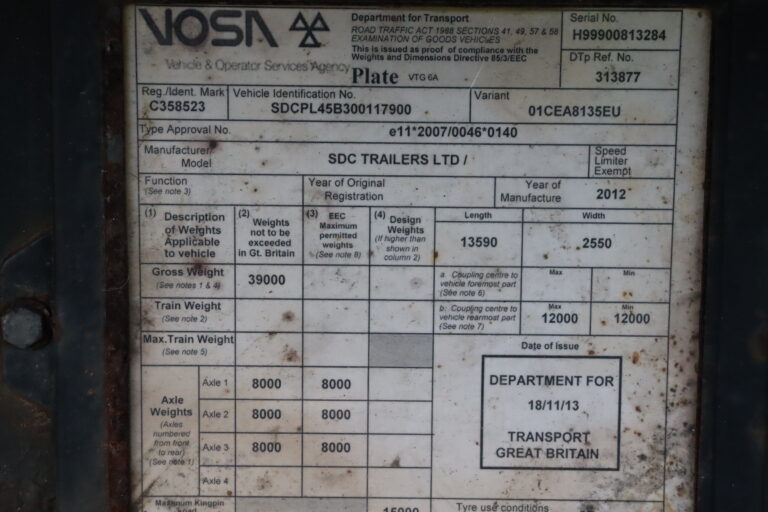 VOSA
Vehicle & Operator Services Agency
Department for Transport
ROAD TRAFFIC ACT 1988 SECTIONS 41, 49, 57 & 58
EXAMINATION OF GOODS VEHICLES
This is issued as proof of compliance with the
Weights and Dimensions Directive 85/3/EEC
Plate VTG 6A
Serial No.
H99900813284
DTp Ref. No.
313877
Reg./Ident. Mark
C358523
Vehicle Identification No.
SDCPL45B300117900
Variant
01CEA8135EU
Type Approval No.
e11*2007/0046*0140
Manufacturer/
Model
SDC TRAILERS LTD /
Speed
Limiter
Exempt
Function
(See note 3)
Year of Original
Registration
Year of
Manufacture
2012
(1) Description
of Weights
Applicable
to vehicle
(2) Weights
not to be
exceeded
in Gt. Britain
(3) EEC
Maximum
permitted
weights
(See note 8)
(4) Design
Weights
(If higher than
shown in
column 2)
Length
Width
13590
2550
Gross Weight
(See notes 1 & 4)
39000
a. Coupling centre to
vehicle foremost part
(See note 6)
Max
Min
Train Weight
(See note 2)
b. Coupling centre to
vehicle rearmost part
(See note 7)
Max
12000
Min
12000
Max.Train Weight
(See note 5)
Date of Issue
Axle
Weights
(Axles
numbered
from front
to rear)
(See note 1)
Axle 1
8000
8000
Axle 2
8000
8000
Axle 3
8000
8000
Axle 4
DEPARTMENT FOR
18/11/13
TRANSPORT
GREAT BRITAIN
Maximum Kingpin
Tyre use conditions